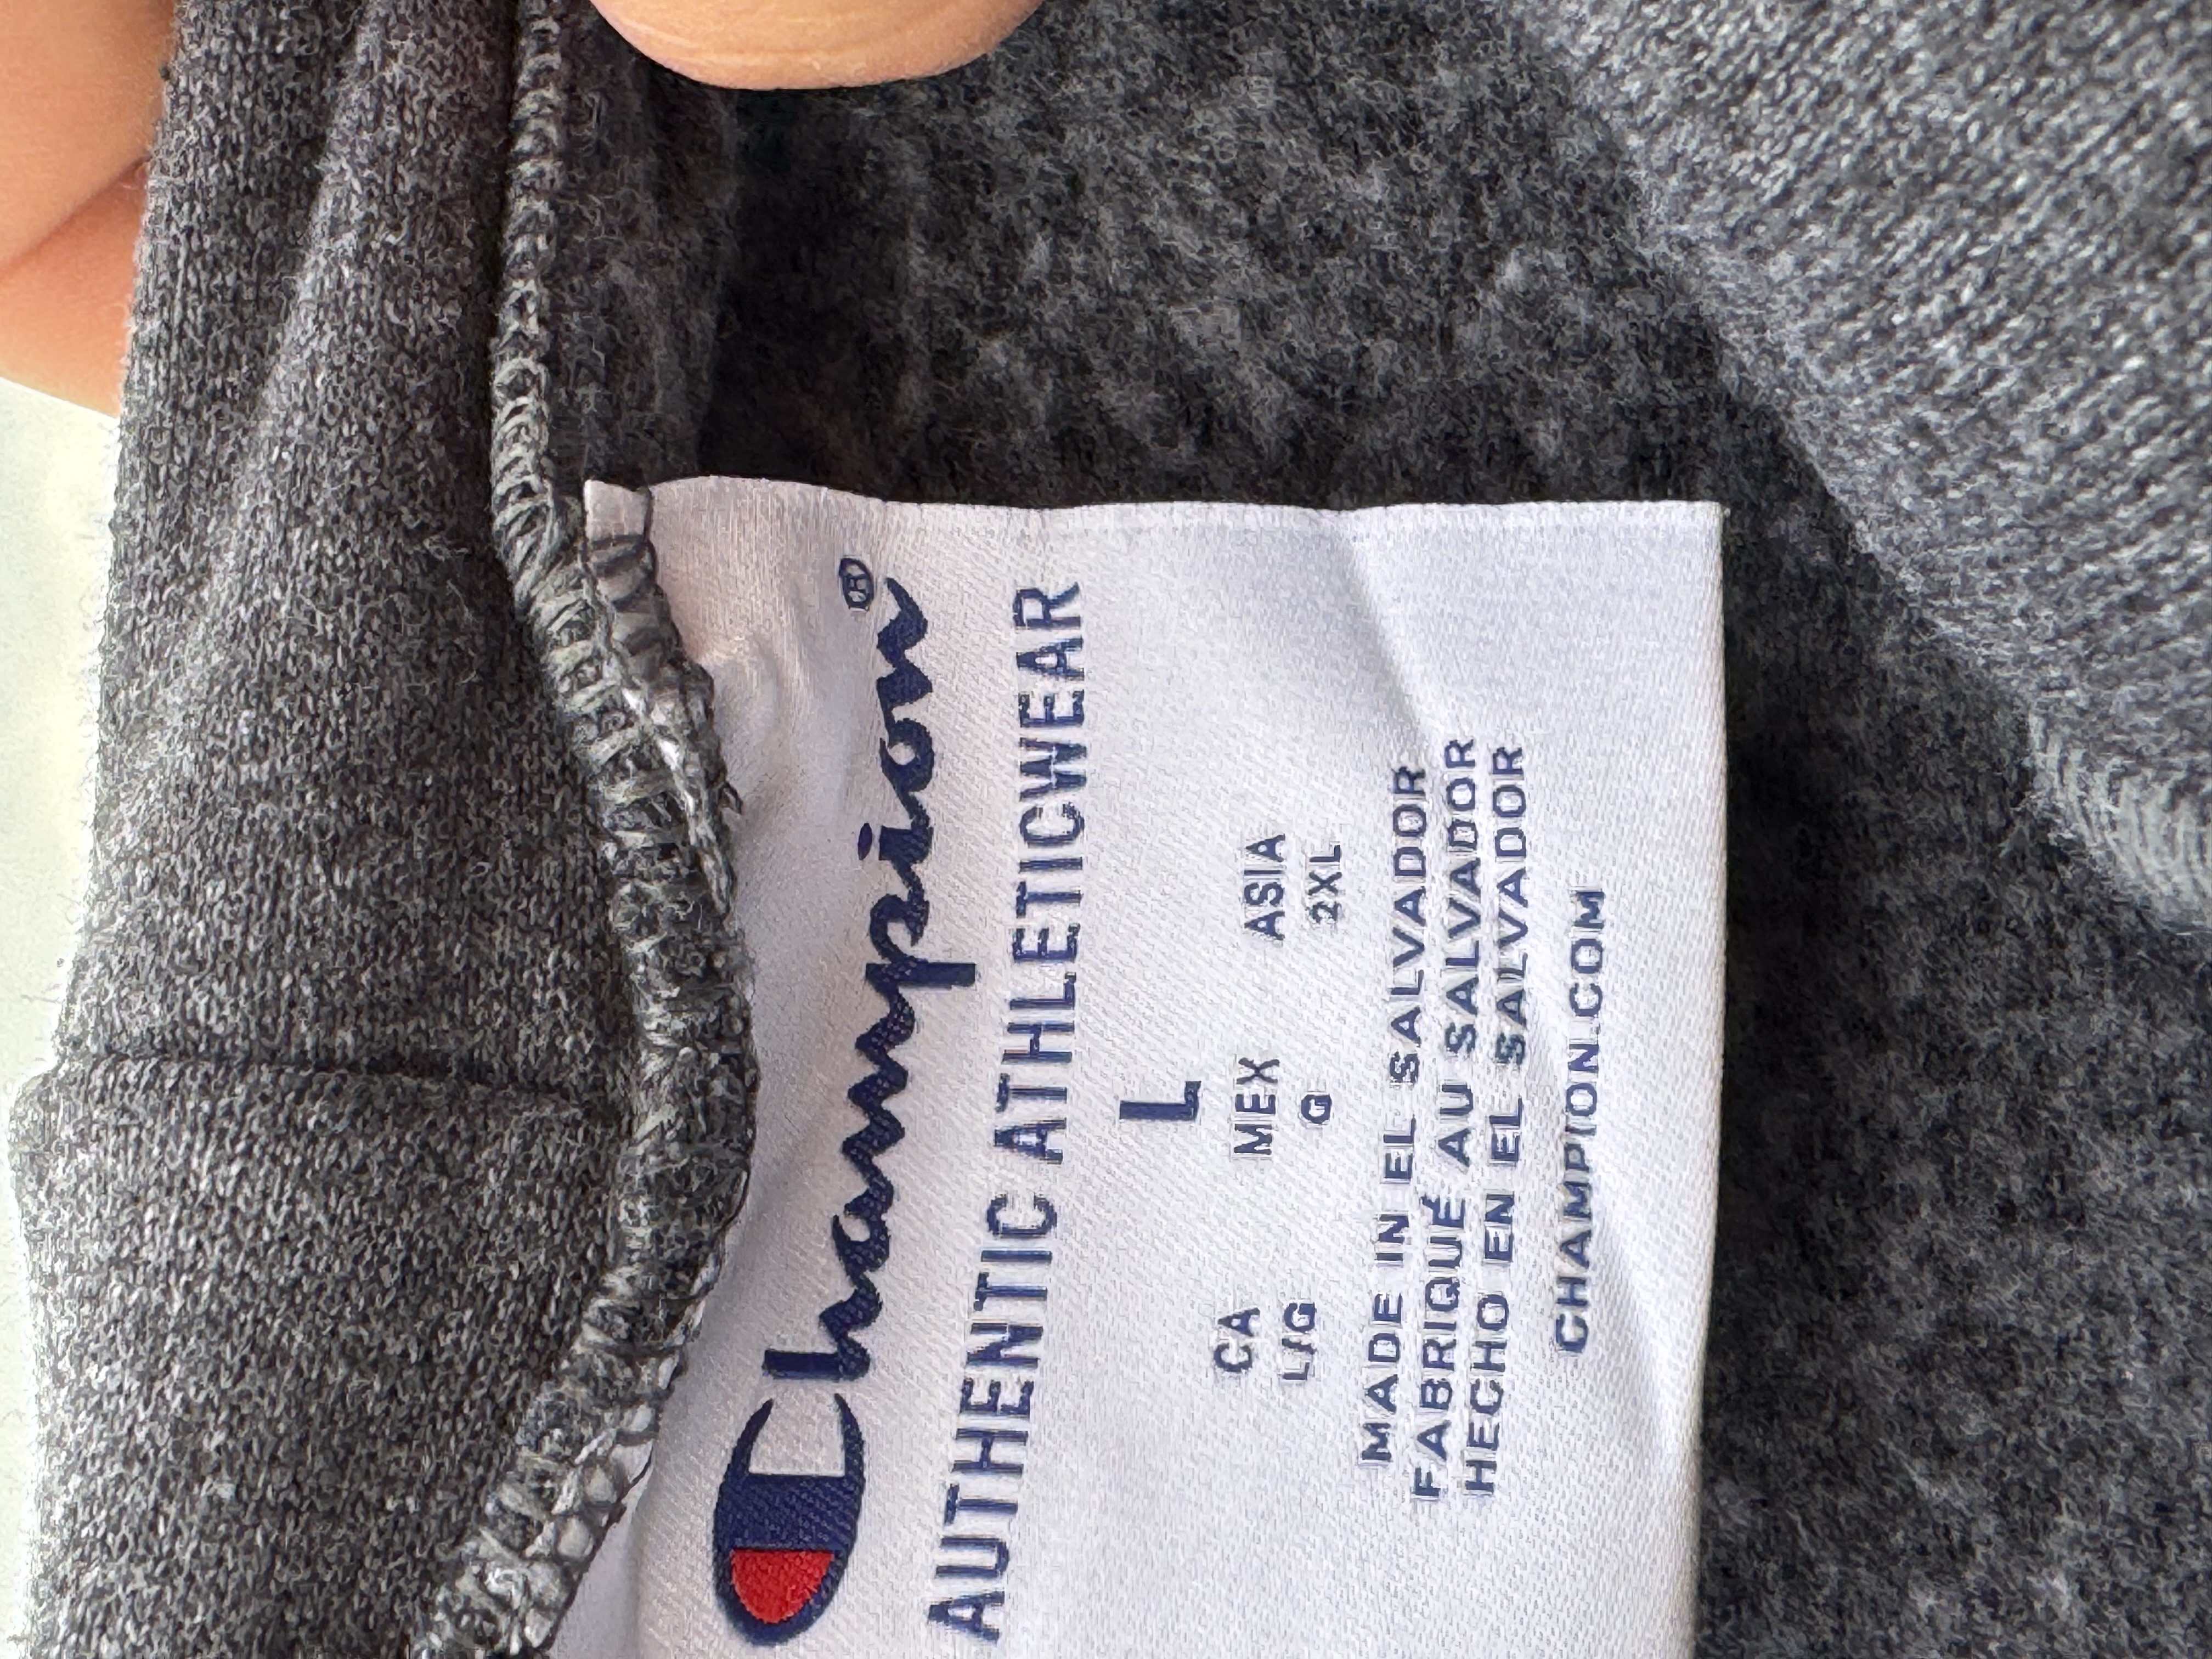 Champion®
AUTHENTIC ATHLETICWEAR
L
CA MEX ASIA
L/G G 2XL
MADE IN EL SALVADOR
FABRIQUÉ AU SALVADOR
HECHO EN EL SALVADOR
CHAMPION.COM